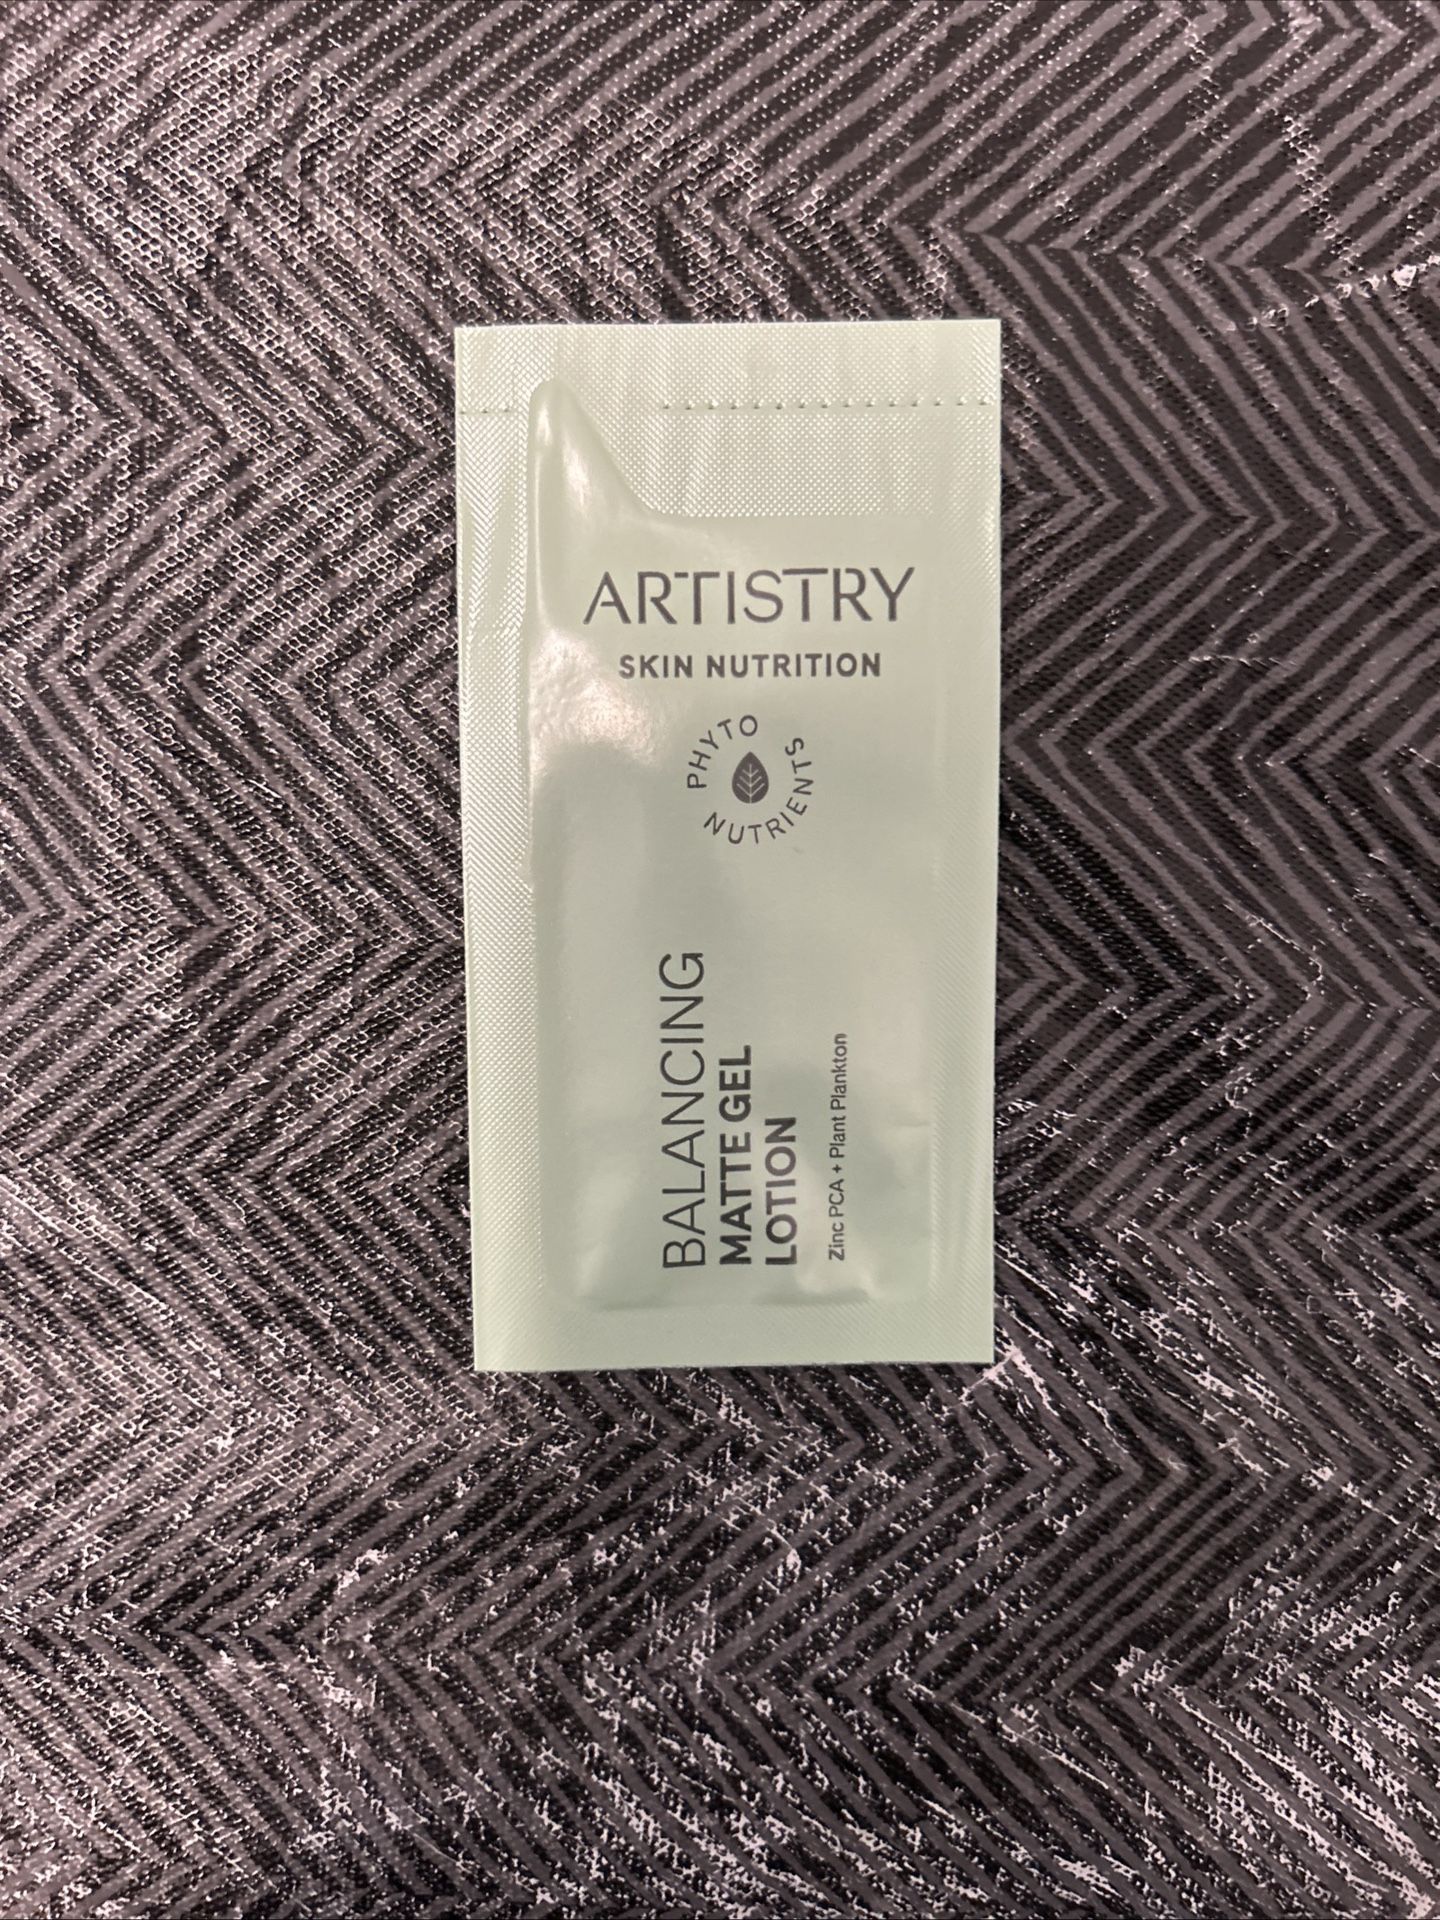 ARTISTRY
SKIN NUTRITION
PHYTO
NUTRIENTS
BALANCING
MATTE GEL
LOTION
Zinc PCA + Plant Plankton